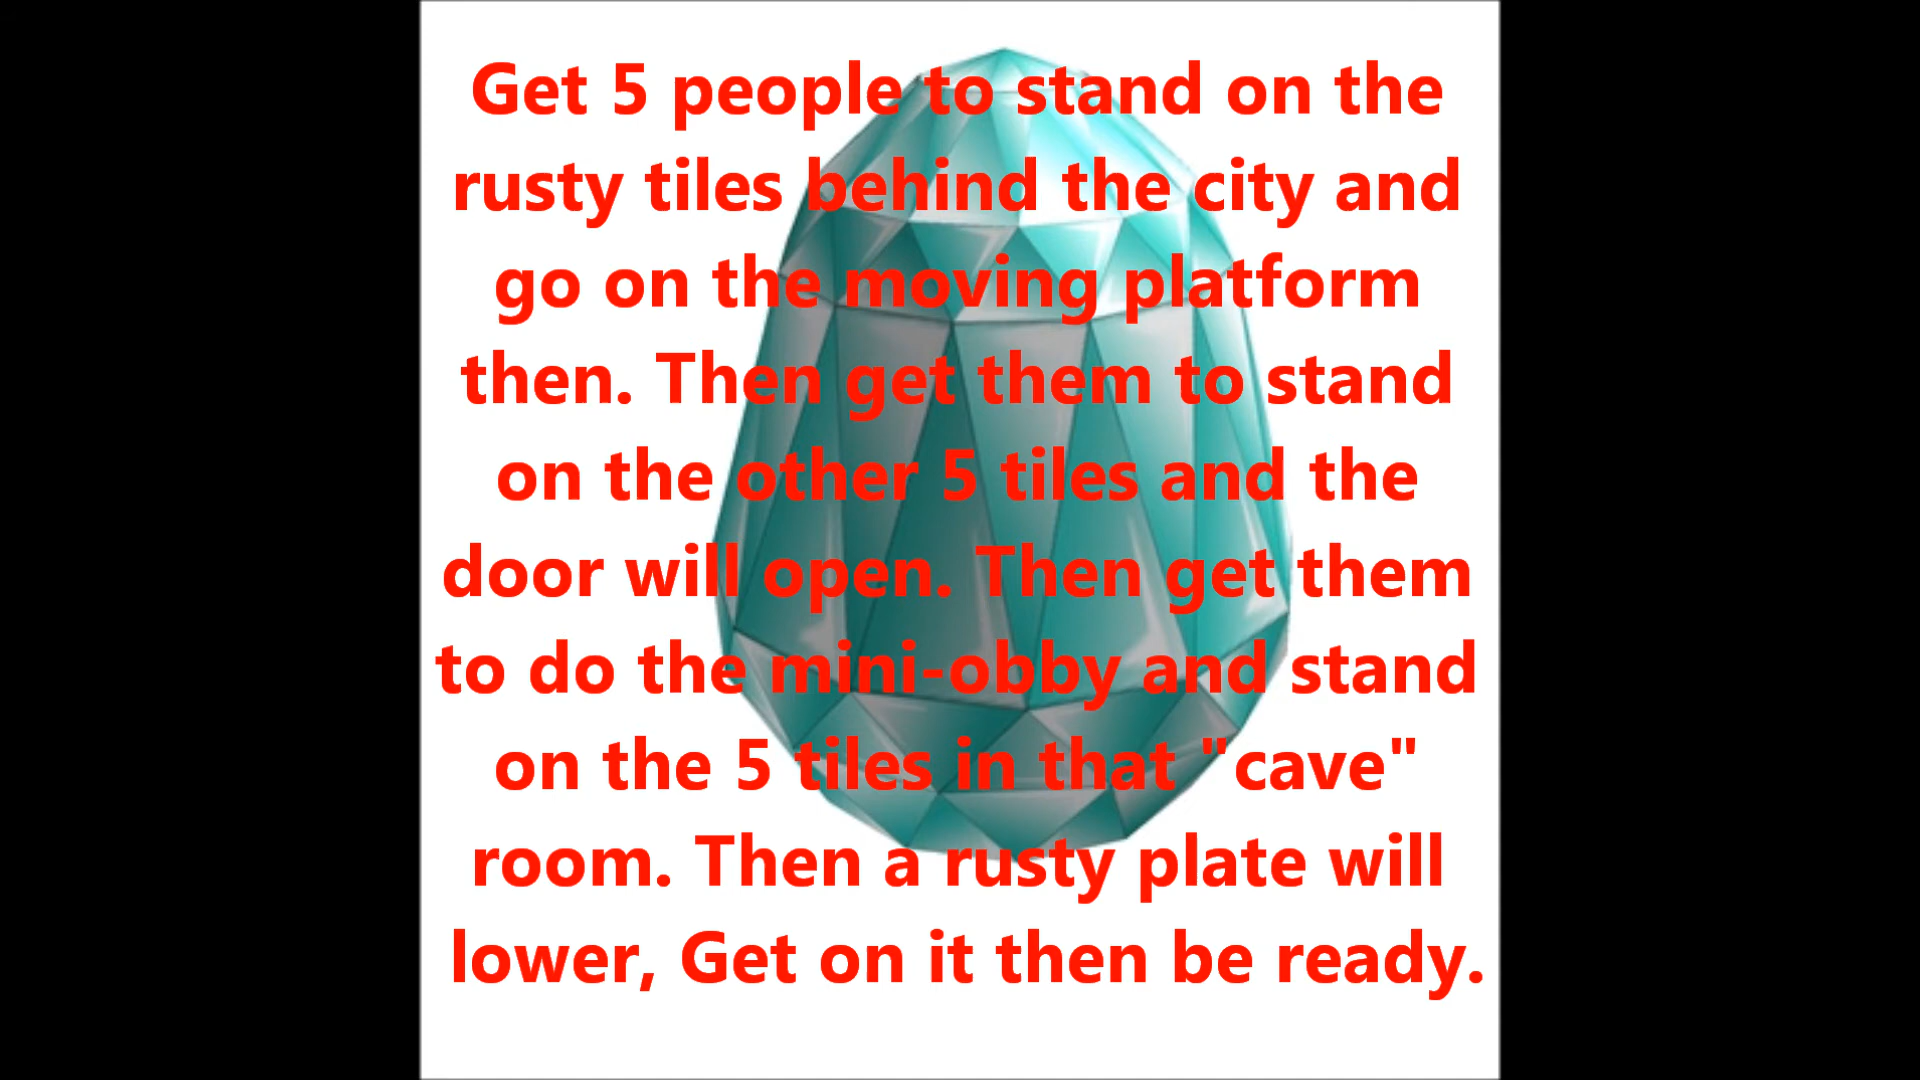 Get 5 people to stand on the
rusty tiles behind the city and
go on the moving platform
then. Then get them to stand
on the other 5 tiles and the
door will open. Then get them
to do the mini-obby and stand
on the 5 tiles in that "cave"
room. Then a rusty plate will
lower, Get on it then be ready.